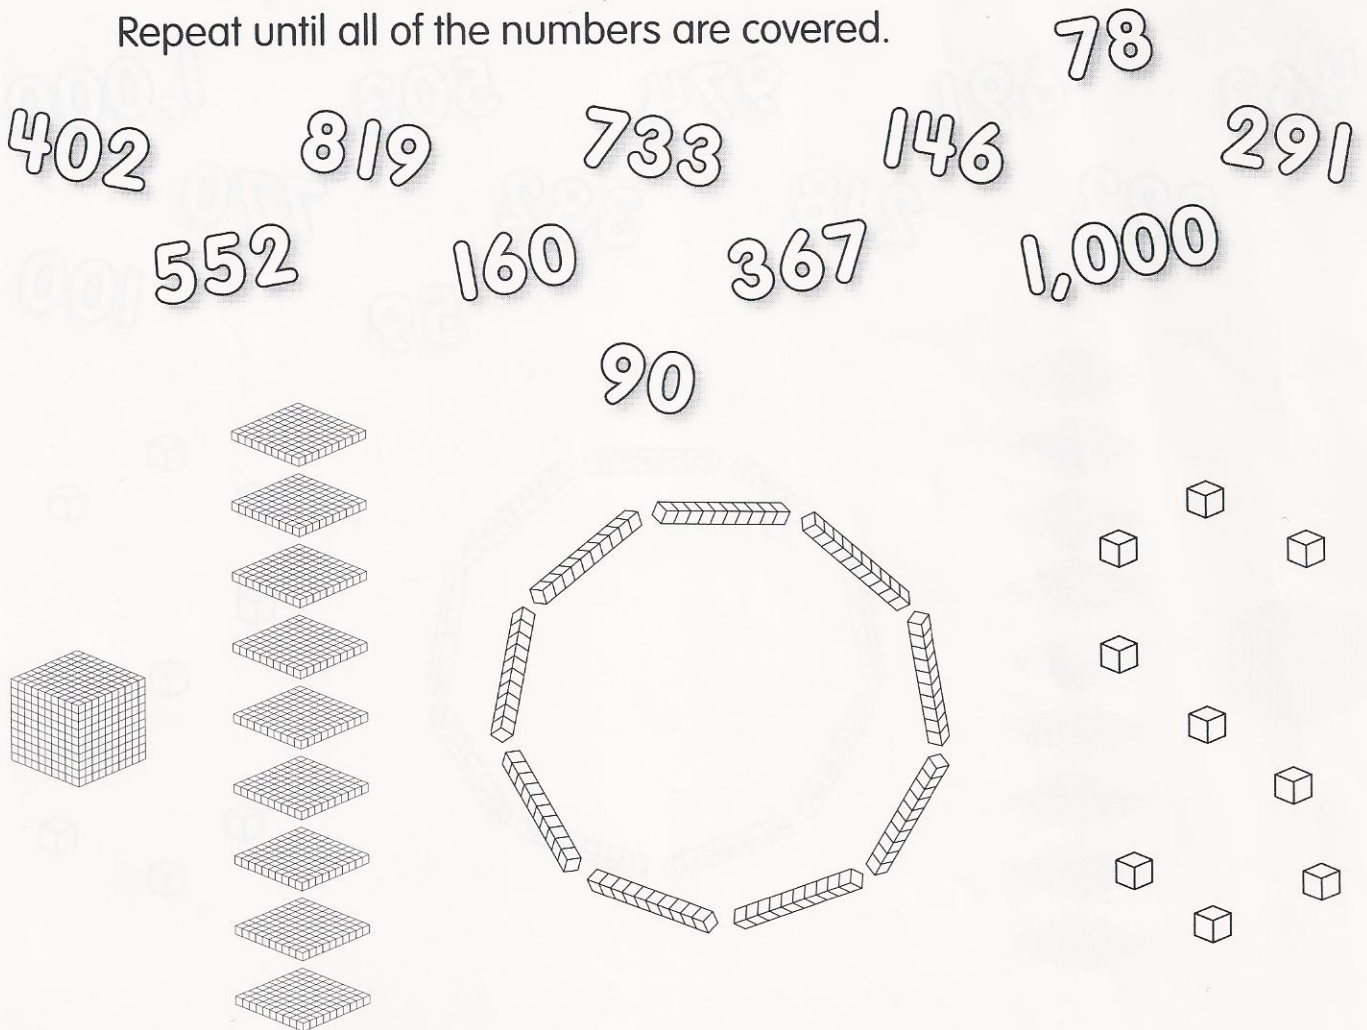 Repeat until all of the numbers are covered.
78
402 819 733 146 291
552 160 367 1,000
90